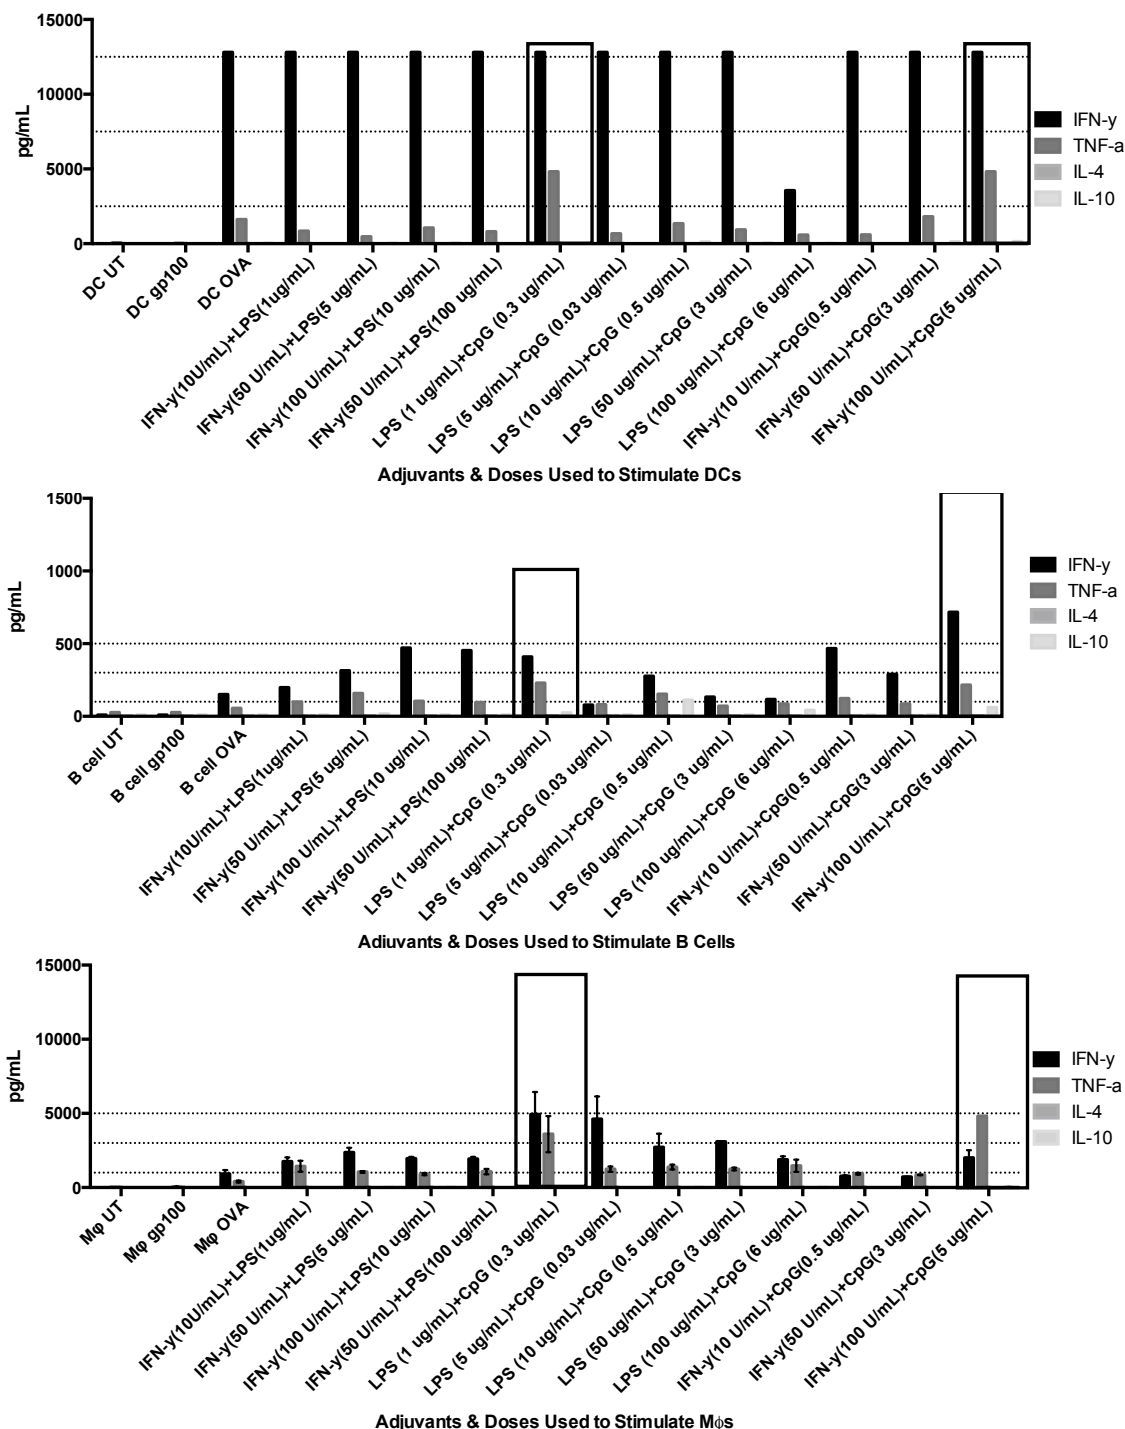 15000
10000
5000
0
pg/mL
IFN-y
TNF-a
IL-4
IL-10
DC UT
DC gp100
DC OVA
IFN-y(10U/mL)+LPS(1ug/mL)
IFN-y(50 U/mL)+LPS(5 ug/mL)
IFN-y(100 U/mL)+LPS(10 ug/mL)
IFN-y(50 U/mL)+LPS(100 ug/mL)
LPS (1 ug/mL)+CpG (0.3 ug/mL)
LPS (5 ug/mL)+CpG (0.03 ug/mL)
LPS (10 ug/mL)+CpG (0.5 ug/mL)
LPS (50 ug/mL)+CpG (3 ug/mL)
LPS (100 ug/mL)+CpG (6 ug/mL)
IFN-y(10 U/mL)+CpG(0.5 ug/mL)
IFN-y(50 U/mL)+CpG(3 ug/mL)
IFN-y(100 U/mL)+CpG(5 ug/mL)
Adjuvants & Doses Used to Stimulate DCs
1500
1000
500
0
pg/mL
IFN-y
TNF-a
IL-4
IL-10
B cell UT
B cell gp100
B cell OVA
IFN-y(10U/mL)+LPS(1ug/mL)
IFN-y(50 U/mL)+LPS(5 ug/mL)
IFN-y(100 U/mL)+LPS(10 ug/mL)
IFN-y(50 U/mL)+LPS(100 ug/mL)
LPS (1 ug/mL)+CpG (0.3 ug/mL)
LPS (5 ug/mL)+CpG (0.03 ug/mL)
LPS (10 ug/mL)+CpG (0.5 ug/mL)
LPS (50 ug/mL)+CpG (3 ug/mL)
LPS (100 ug/mL)+CpG (6 ug/mL)
IFN-y(10 U/mL)+CpG(0.5 ug/mL)
IFN-y(50 U/mL)+CpG(3 ug/mL)
IFN-y(100 U/mL)+CpG(5 ug/mL)
Adjuvants & Doses Used to Stimulate B Cells
15000
10000
5000
0
pg/mL
IFN-y
TNF-a
IL-4
IL-10
Mφ UT
Mφ gp100
Mφ OVA
IFN-y(10U/mL)+LPS(1ug/mL)
IFN-y(50 U/mL)+LPS(5 ug/mL)
IFN-y(100 U/mL)+LPS(10 ug/mL)
IFN-y(50 U/mL)+LPS(100 ug/mL)
LPS (1 ug/mL)+CpG (0.3 ug/mL)
LPS (5 ug/mL)+CpG (0.03 ug/mL)
LPS (10 ug/mL)+CpG (0.5 ug/mL)
LPS (50 ug/mL)+CpG (3 ug/mL)
LPS (100 ug/mL)+CpG (6 ug/mL)
IFN-y(10 U/mL)+CpG(0.5 ug/mL)
IFN-y(50 U/mL)+CpG(3 ug/mL)
IFN-y(100 U/mL)+CpG(5 ug/mL)
Adjuvants & Doses Used to Stimulate Mϕs